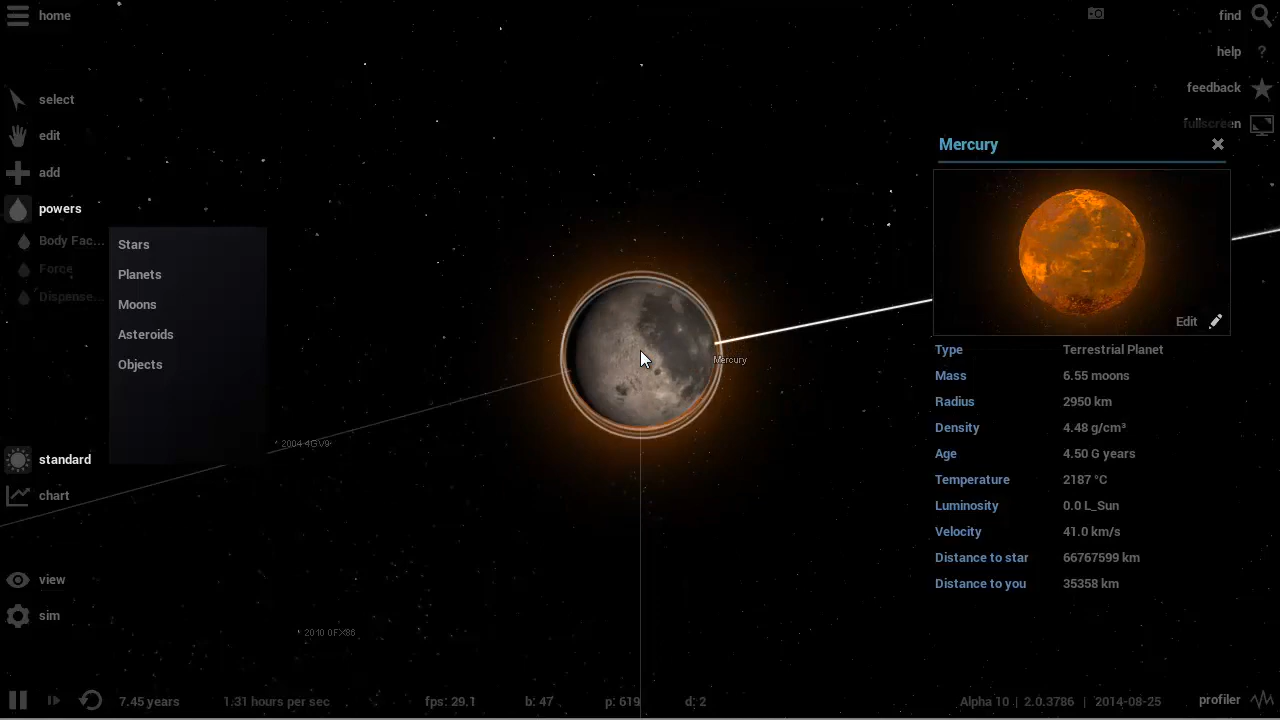 home
find
help
feedback
fullscreen
select
edit
add
powers
Body Fac...
Force
Dispense...
Stars
Planets
Moons
Asteroids
Objects
standard
chart
view
sim
Mercury
Edit
Type Terrestrial Planet
Mass 6.55 moons
Radius 2950 km
Density 4.48 g/cm³
Age 4.50 G years
Temperature 2187 °C
Luminosity 0.0 L_Sun
Velocity 41.0 km/s
Distance to star 66767599 km
Distance to you 35358 km
Mercury
2004 4GV9
2010 0FX86
7.45 years 1.31 hours per sec fps: 29.1 b: 47 p: 619 d: 2 Alpha 10 | 2.0.3786 | 2014-08-25 profiler